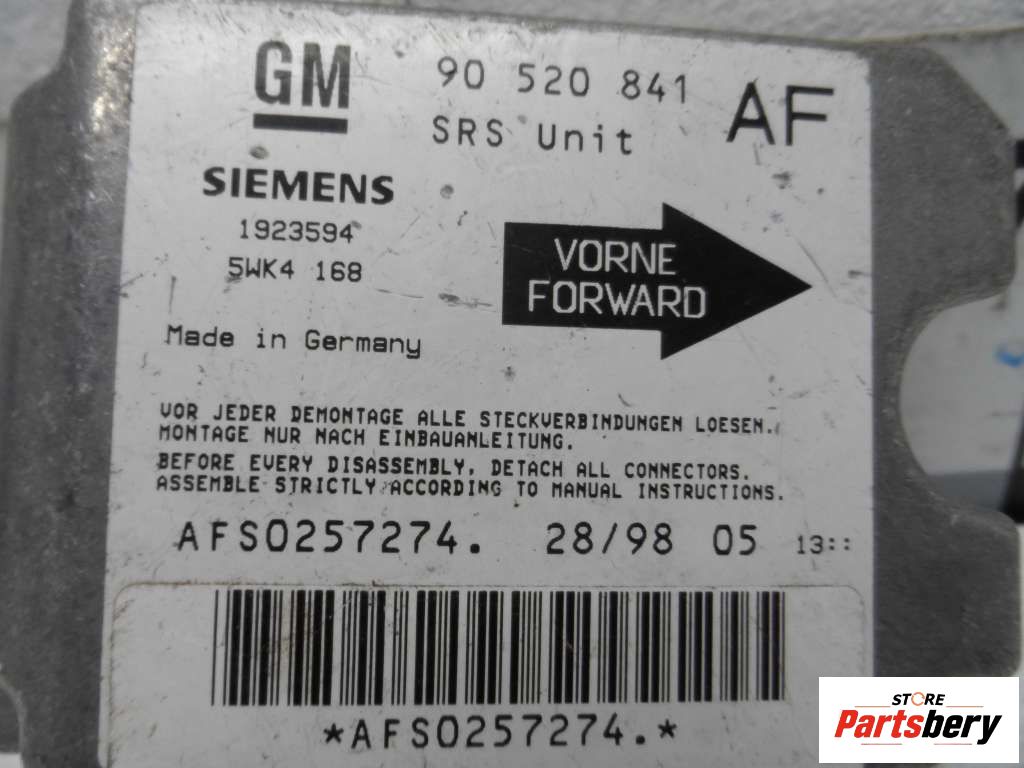 GM 90 520 841 AF
SRS Unit
SIEMENS
1923594
5WK4 168
VORNE
FORWARD
Made in Germany
VOR JEDER DEMONTAGE ALLE STECKVERBINDUNGEN LOESEN.
MONTAGE NUR NACH EINBAUANLEITUNG.
BEFORE EVERY DISASSEMBLY, DETACH ALL CONNECTORS.
ASSEMBLE STRICTLY ACCORDING TO MANUAL INSTRUCTIONS.
AFS0257274. 28/98 05 13::
*AFS0257274.*
STORE
Partsbery